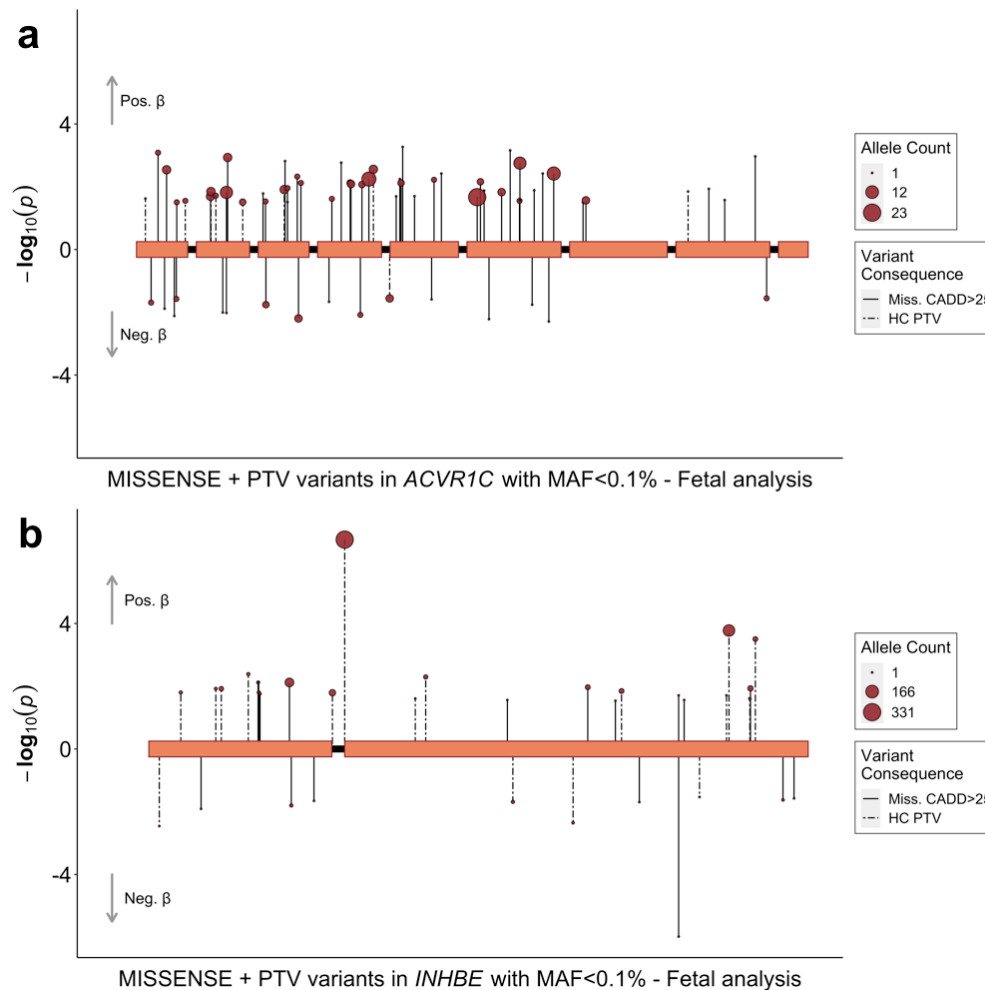 a
4
Pos. β
0
Neg. β
-4
−log10(p)
Allele Count
1
12
23
Variant
Consequence
Miss. CADD>25
HC PTV
MISSENSE + PTV variants in ACVR1C with MAF<0.1% - Fetal analysis
b
4
Pos. β
0
Neg. β
-4
−log10(p)
Allele Count
1
166
331
Variant
Consequence
Miss. CADD>25
HC PTV
MISSENSE + PTV variants in INHBE with MAF<0.1% - Fetal analysis